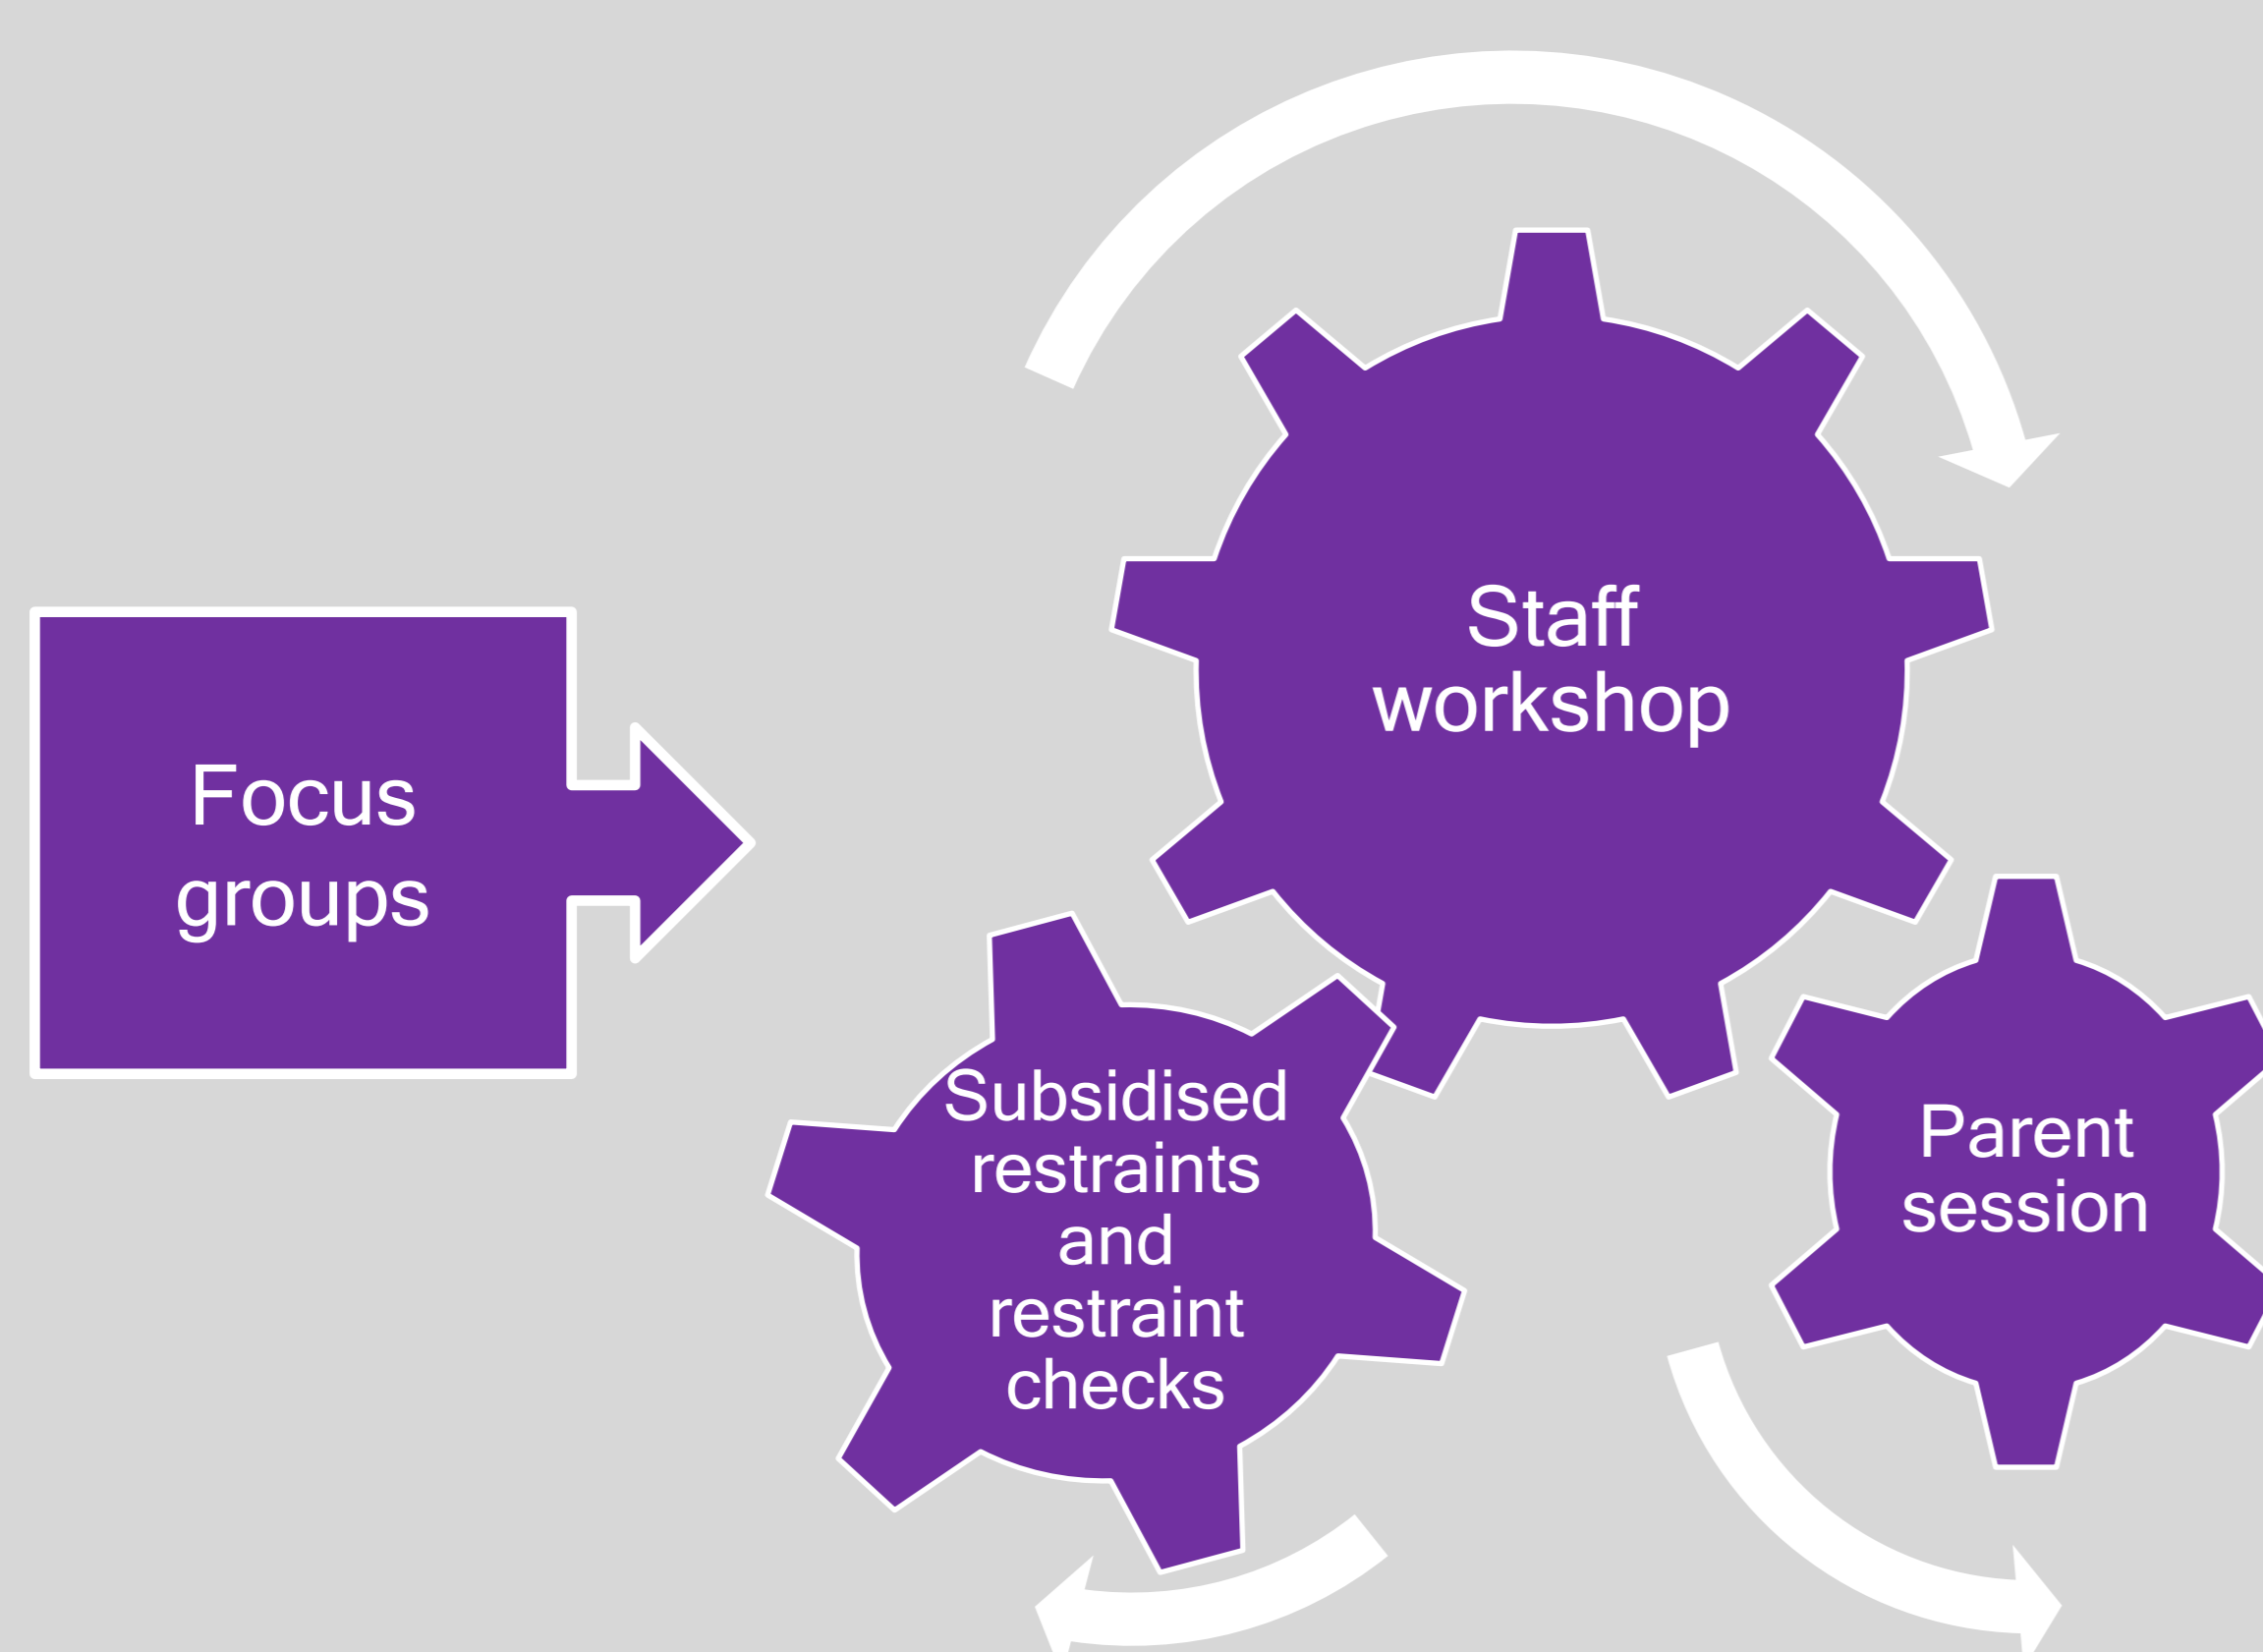 Focus
groups
Staff
workshop
Subsidised
restraints
and
restraint
checks
Parent
session